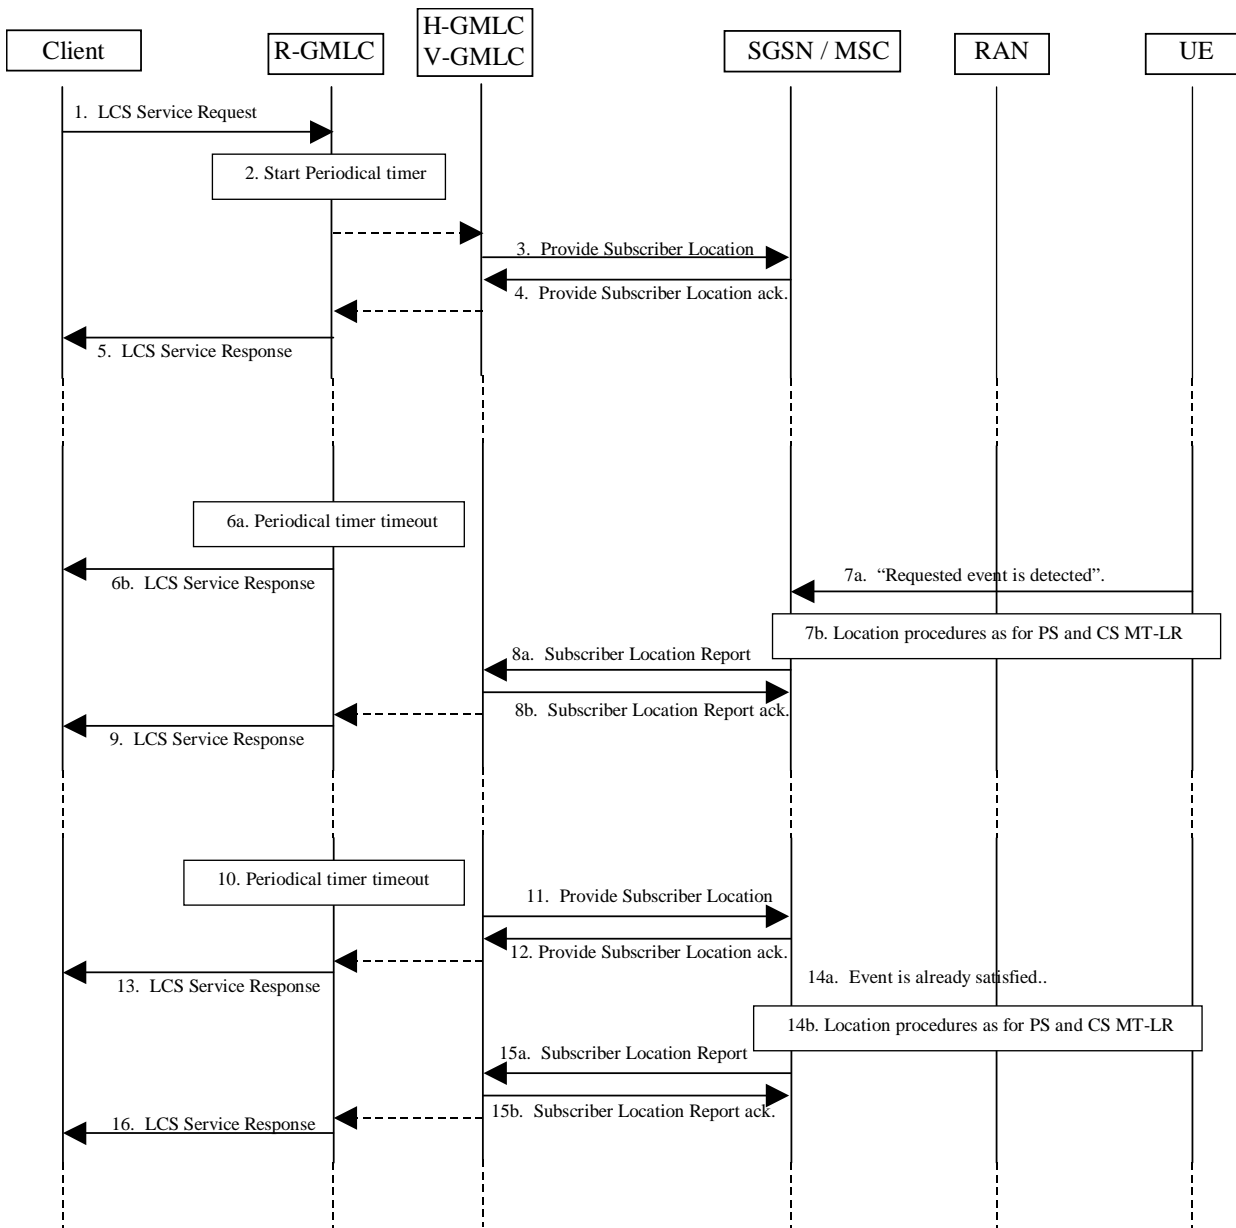 Client
R-GMLC
H-GMLC
V-GMLC
SGSN / MSC
RAN
UE
1. LCS Service Request
2. Start Periodical timer
3. Provide Subscriber Location
4. Provide Subscriber Location ack.
5. LCS Service Response
6a. Periodical timer timeout
6b. LCS Service Response
7a. “Requested event is detected”.
7b. Location procedures as for PS and CS MT-LR
8a. Subscriber Location Report
8b. Subscriber Location Report ack.
9. LCS Service Response
10. Periodical timer timeout
11. Provide Subscriber Location
12. Provide Subscriber Location ack.
13. LCS Service Response
14a. Event is already satisfied..
14b. Location procedures as for PS and CS MT-LR
15a. Subscriber Location Report
15b. Subscriber Location Report ack.
16. LCS Service Response